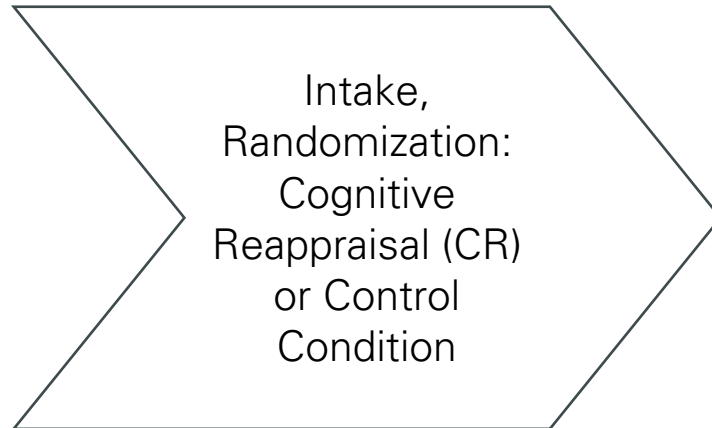 Intake,
Randomization:
Cognitive
Reappraisal (CR)
or Control
Condition